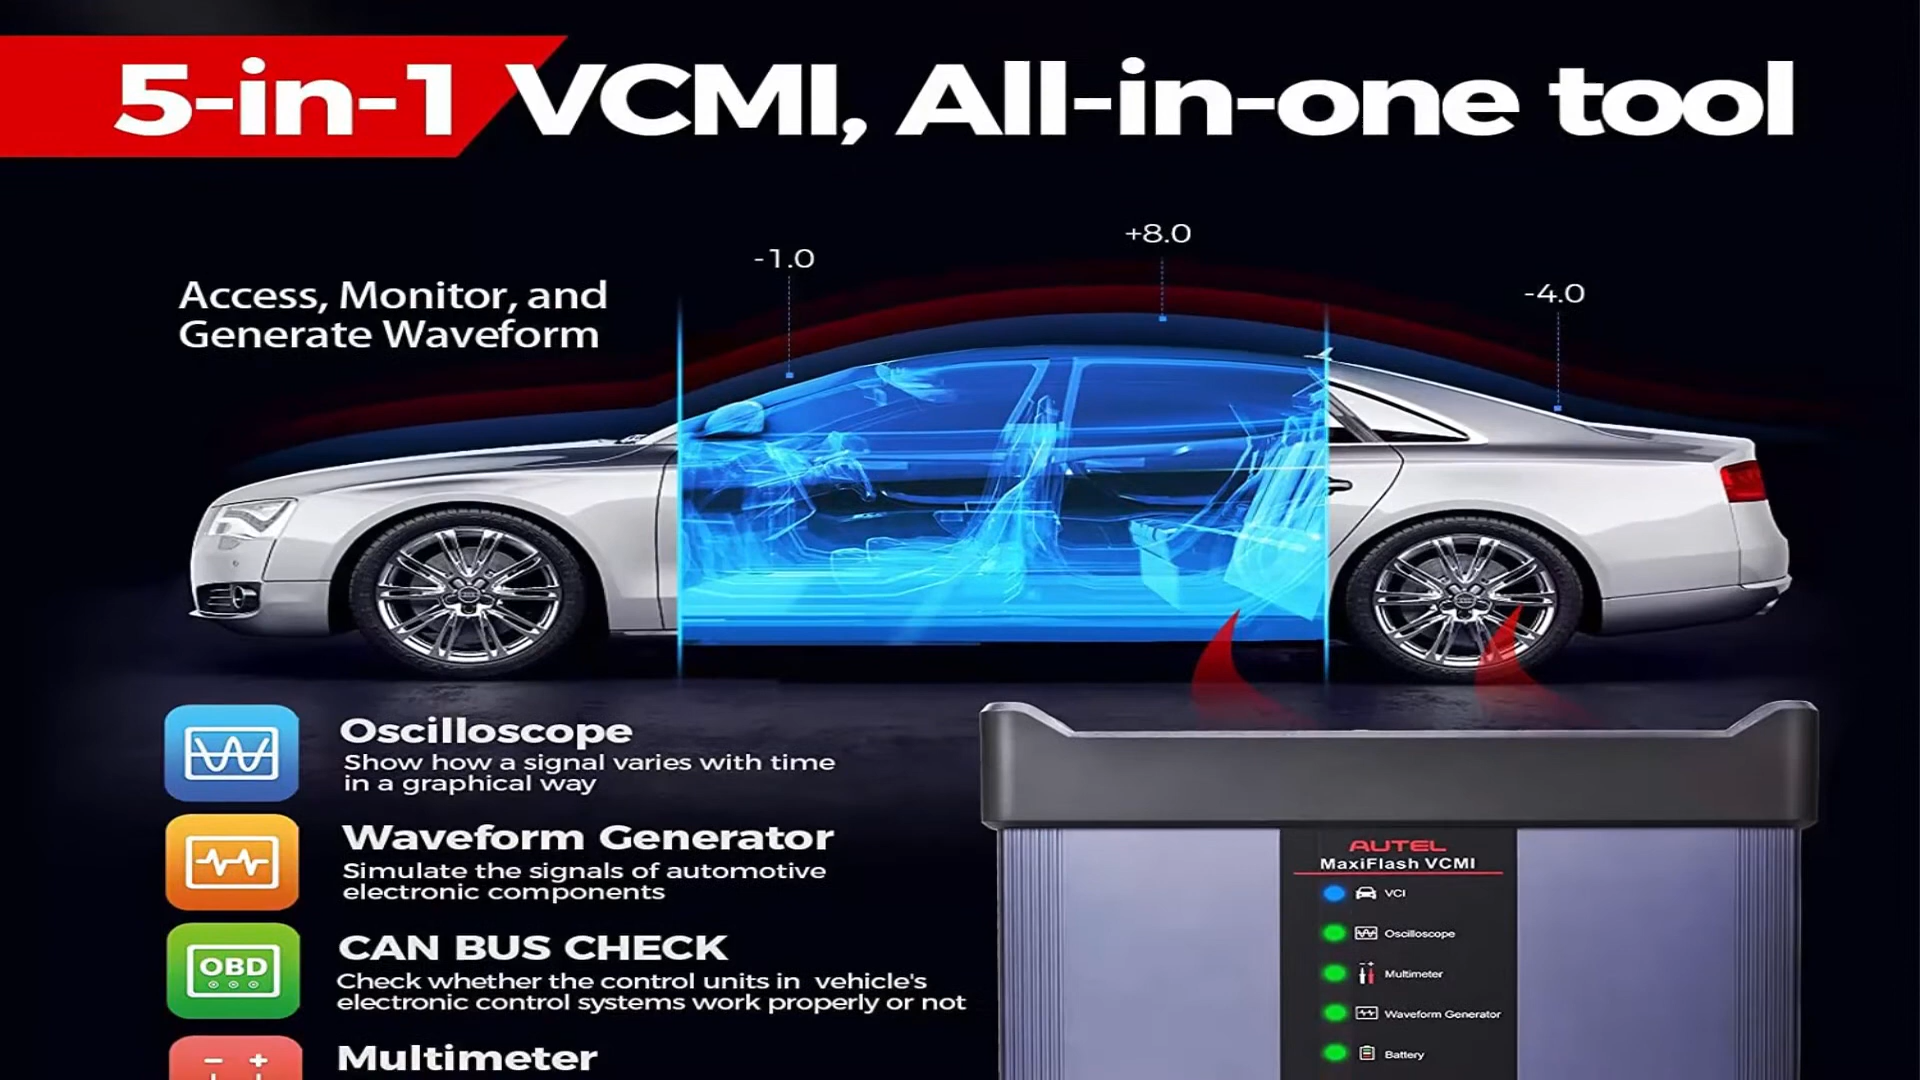 5-in-1 VCMI, All-in-one tool
-1.0
+8.0
-4.0
Access, Monitor, and
Generate Waveform
Oscilloscope
Show how a signal varies with time
in a graphical way
Waveform Generator
Simulate the signals of automotive
electronic components
OBD
CAN BUS CHECK
Check whether the control units in vehicle's
electronic control systems work properly or not
Multimeter
AUTEL
MaxiFlash VCMI
VCI
Oscilloscope
Multimeter
Waveform Generator
Battery